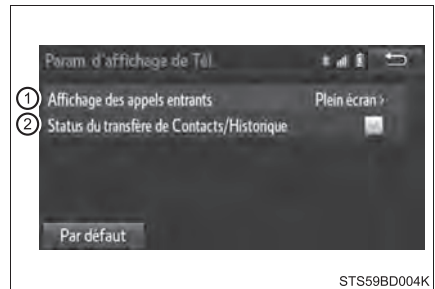 Param. d'affichage de Tél.
1 Affichage des appels entrants Plein écran >
2 Status du transfère de Contacts/Historique
Par défaut
STS59BD004K